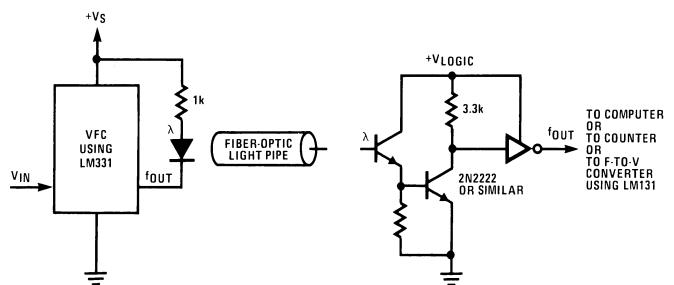 +VS
1k
λ
VFC
USING
LM331
VIN
fOUT
FIBER-OPTIC
LIGHT PIPE
+VLOGIC
3.3k
λ
2N2222
OR SIMILAR
fOUT
TO COMPUTER
OR
TO COUNTER
OR
TO F-TO-V
CONVERTER
USING LM131